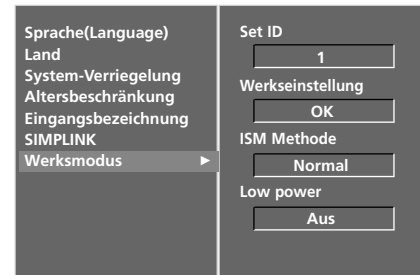 Sprache(Language)
Land
System-Verriegelung
Altersbeschränkung
Eingangsbezeichnung
SIMPLINK
Werksmodus ►
Set ID
1
Werkseinstellung
OK
ISM Methode
Normal
Low power
Aus